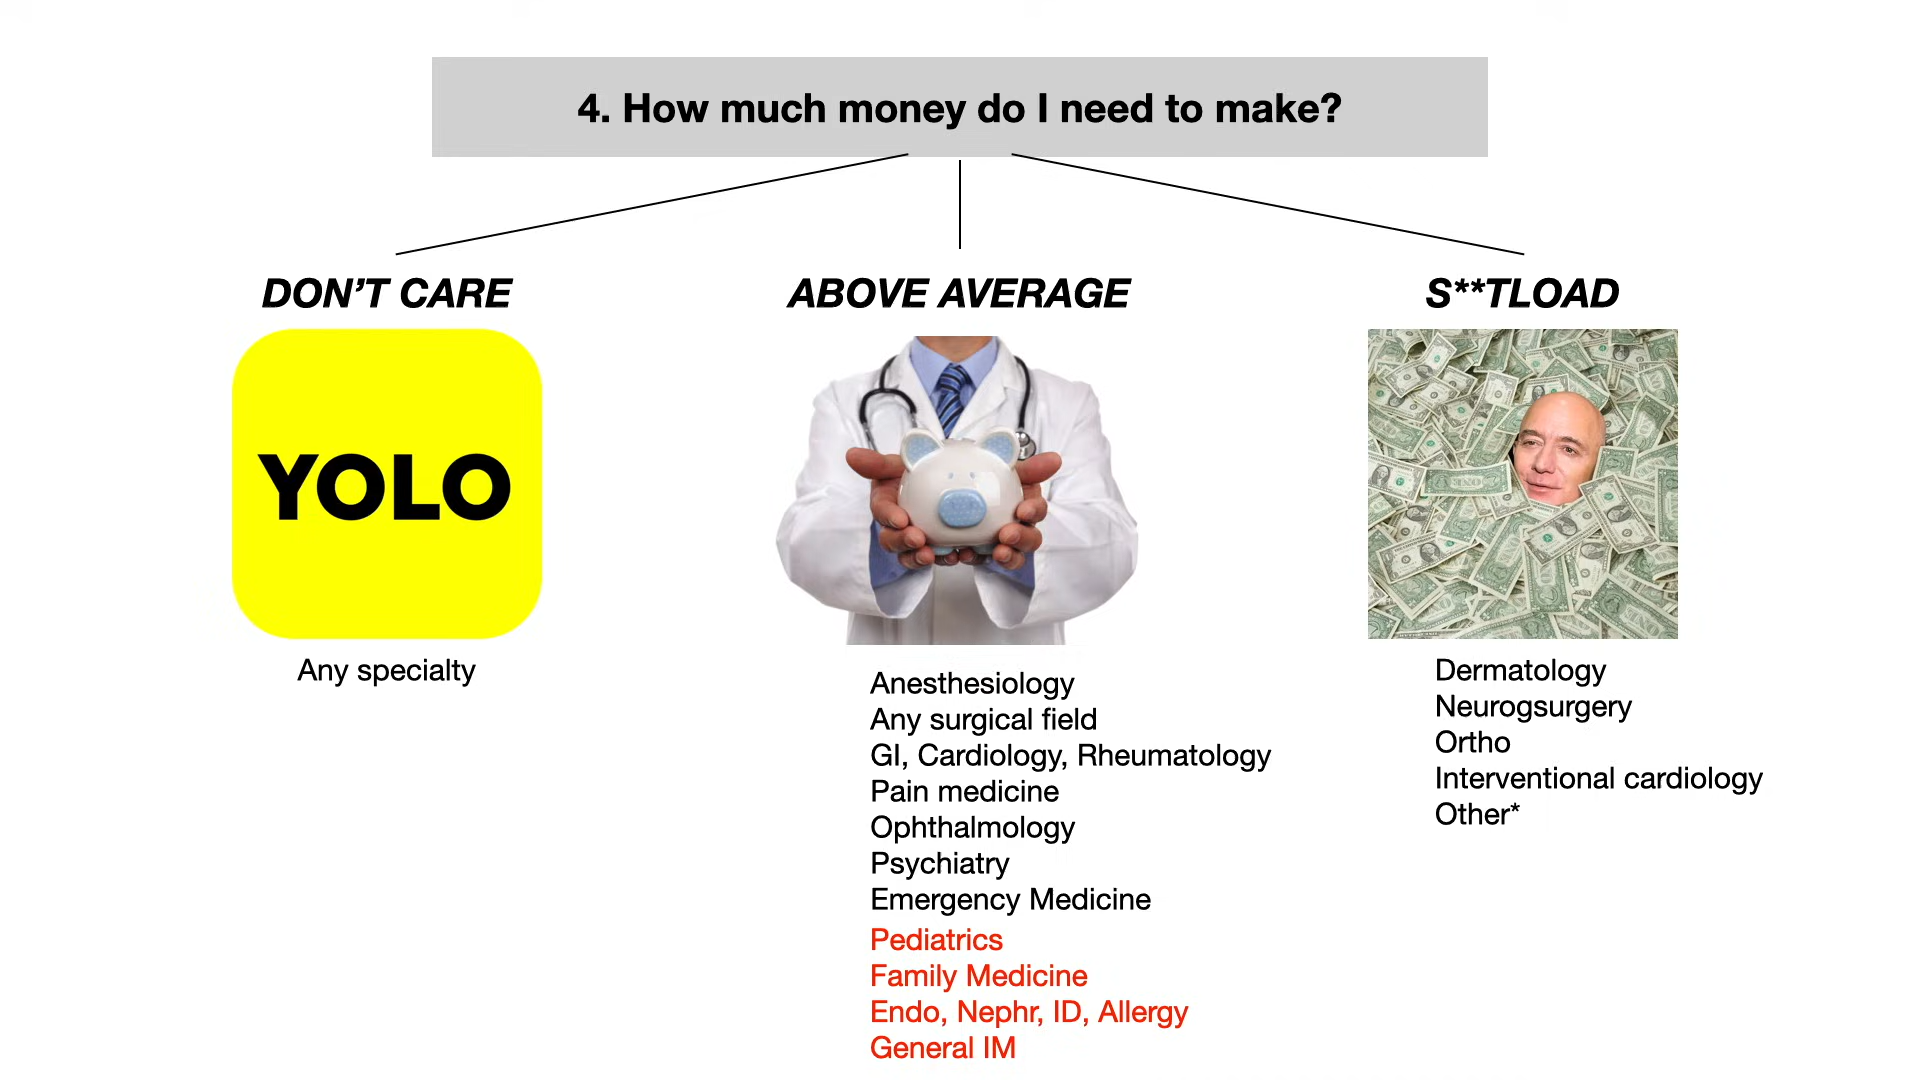 4. How much money do I need to make?
DON’T CARE
YOLO
Any specialty
ABOVE AVERAGE
Anesthesiology
Any surgical field
GI, Cardiology, Rheumatology
Pain medicine
Ophthalmology
Psychiatry
Emergency Medicine
Pediatrics
Family Medicine
Endo, Nephr, ID, Allergy
General IM
S**TLOAD
Dermatology
Neurogsurgery
Ortho
Interventional cardiology
Other*